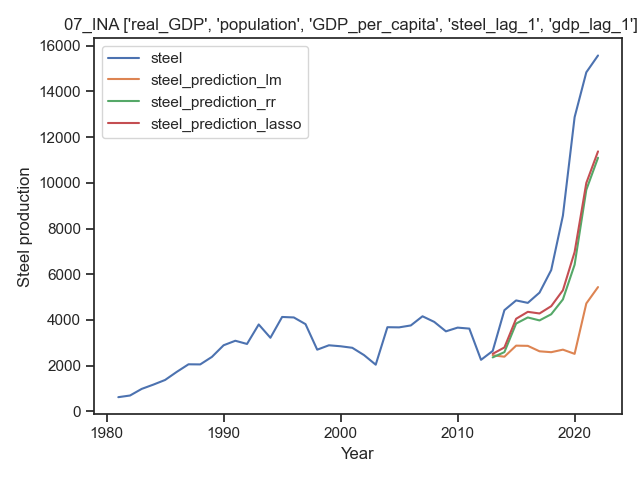 07_INA ['real_GDP', 'population', 'GDP_per_capita', 'steel_lag_1', 'gdp_lag_1']
steel
steel_prediction_lm
steel_prediction_rr
steel_prediction_lasso
Steel production
16000
14000
12000
10000
8000
6000
4000
2000
0
1980
1990
2000
2010
2020
Year